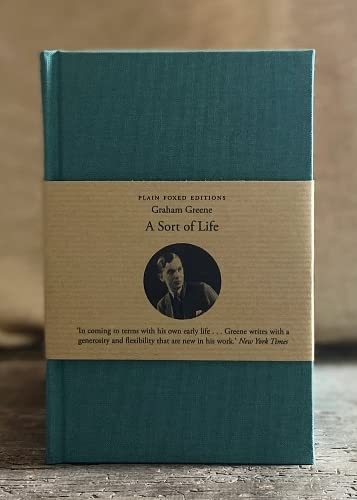 PLAIN FOXED EDITIONS
Graham Greene
A Sort of Life
'In coming to terms with his own early life . . . Greene writes with a
generosity and flexibility that are new in his work.' New York Times